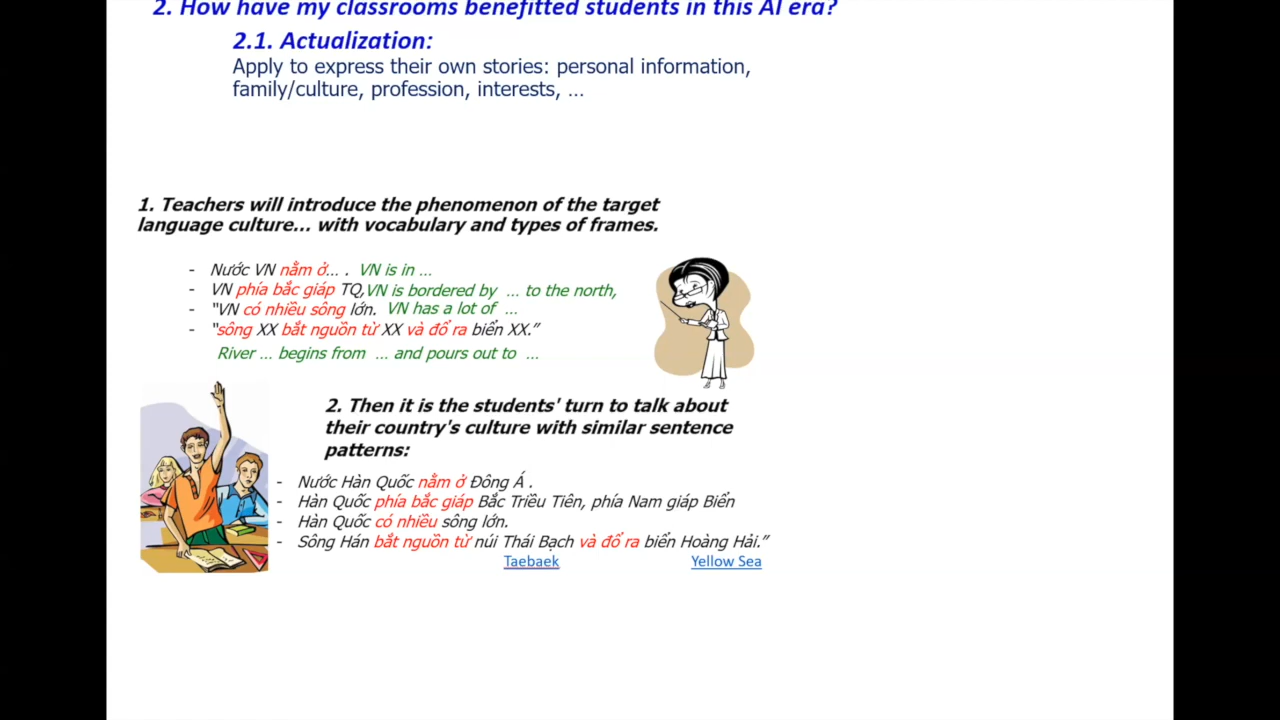 2. How have my classrooms benefitted students in this AI era?
2.1. Actualization:
Apply to express their own stories: personal information,
family/culture, profession, interests, ...
1. Teachers will introduce the phenomenon of the target
language culture... with vocabulary and types of frames.
- Nước VN nằm ở... . VN is in ...
- VN phía bắc giáp TQ, VN is bordered by ... to the north,
- "VN có nhiều sông lớn. VN has a lot of ...
- "sông XX bắt nguồn từ XX và đổ ra biển XX."
River ... begins from ... and pours out to ...
2. Then it is the students' turn to talk about
their country's culture with similar sentence
patterns:
- Nước Hàn Quốc nằm ở Đông Á .
- Hàn Quốc phía bắc giáp Bắc Triều Tiên, phía Nam giáp Biển
- Hàn Quốc có nhiều sông lớn.
- Sông Hán bắt nguồn từ núi Thái Bạch và đổ ra biển Hoàng Hải."
Taebaek Yellow Sea